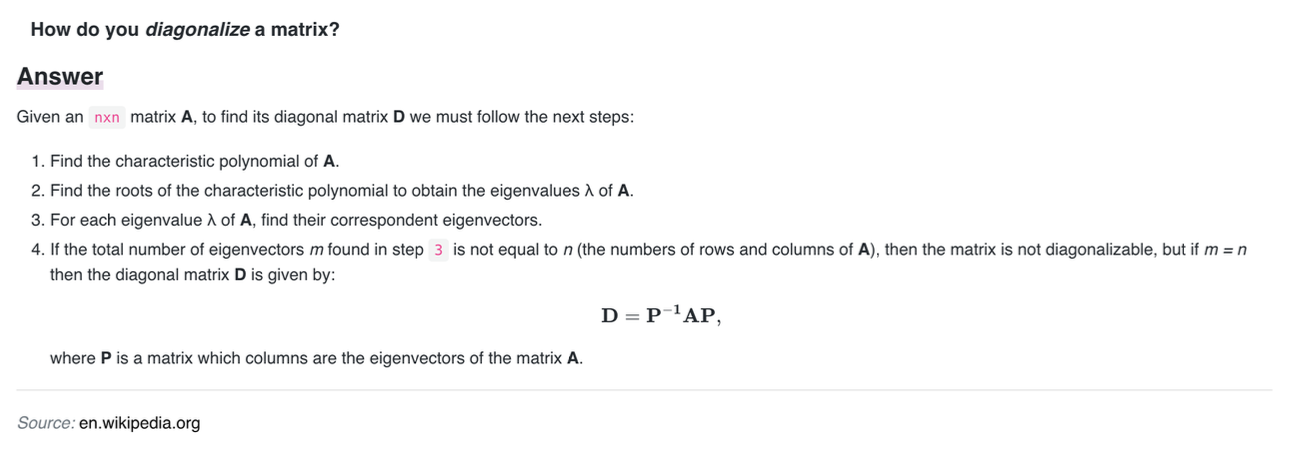 How do you diagonalize a matrix?
Answer
Given an nxn matrix A, to find its diagonal matrix D we must follow the next steps:
1. Find the characteristic polynomial of A.
2. Find the roots of the characteristic polynomial to obtain the eigenvalues λ of A.
3. For each eigenvalue λ of A, find their correspondent eigenvectors.
4. If the total number of eigenvectors m found in step 3 is not equal to n (the numbers of rows and columns of A), then the matrix is not diagonalizable, but if m = n
then the diagonal matrix D is given by:
D = P⁻¹AP,
where P is a matrix which columns are the eigenvectors of the matrix A.
Source: en.wikipedia.org